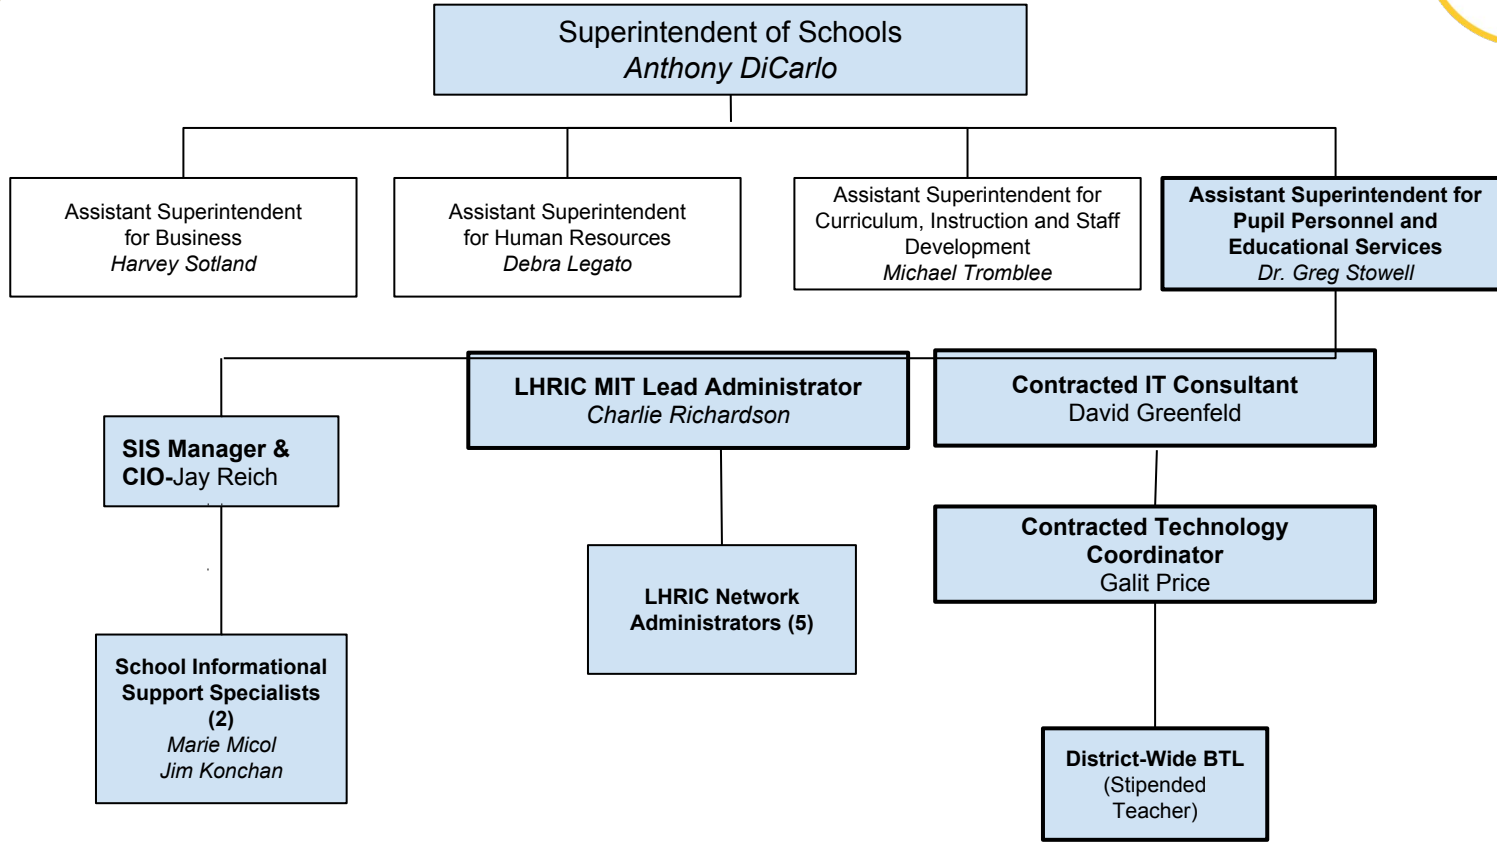 Superintendent of Schools
Anthony DiCarlo
Assistant Superintendent
for Business
Harvey Sotland
Assistant Superintendent
for Human Resources
Debra Legato
Assistant Superintendent for
Curriculum, Instruction and Staff
Development
Michael Tromblee
Assistant Superintendent for
Pupil Personnel and
Educational Services
Dr. Greg Stowell
LHRIC MIT Lead Administrator
Charlie Richardson
Contracted IT Consultant
David Greenfeld
SIS Manager &
CIO-Jay Reich
Contracted Technology
Coordinator
Galit Price
LHRIC Network
Administrators (5)
School Informational
Support Specialists
(2)
Marie Micol
Jim Konchan
District-Wide BTL
(Stipended
Teacher)